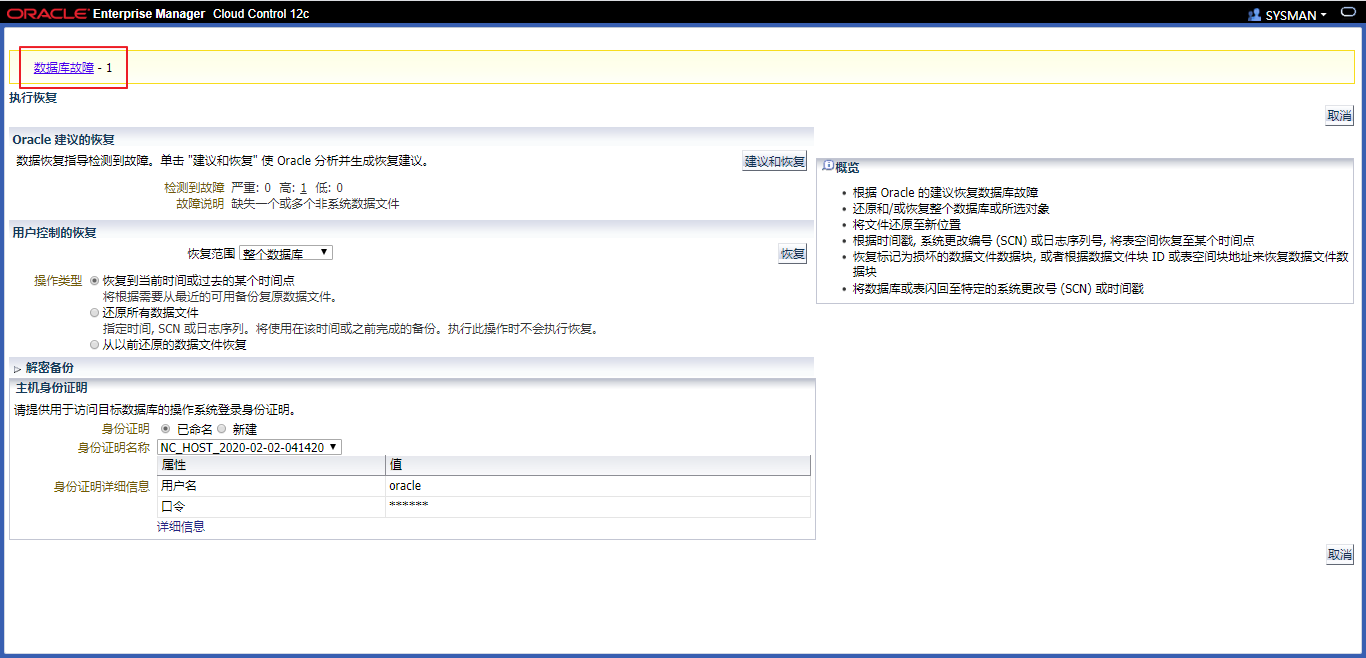 ORACLE Enterprise Manager Cloud Control 12c
SYSMAN
数据库故障 - 1
执行恢复
取消
Oracle 建议的恢复
数据恢复指导检测到故障。单击 "建议和恢复" 使 Oracle 分析并生成恢复建议。
建议和恢复
检测到故障 严重: 0 高: 1 低: 0
故障说明 缺失一个或多个非系统数据文件
用户控制的恢复
恢复范围 整个数据库
恢复
操作类型 恢复到当前时间或过去的某个时间点
将根据需要从最近的可用备份复原数据文件。
还原所有数据文件
指定时间, SCN 或日志序列。将使用在该时间或之前完成的备份。执行此操作时不会执行恢复。
从以前还原的数据文件恢复
解密备份
主机身份证明
请提供用于访问目标数据库的操作系统登录身份证明。
身份证明 已命名 新建
身份证明名称 NC_HOST_2020-02-02-041420
属性 值
身份证明详细信息 用户名 oracle
口令 ******
详细信息
概览
• 根据 Oracle 的建议恢复数据库故障
• 还原和/或恢复整个数据库或所选对象
• 将文件还原至新位置
• 根据时间戳, 系统更改编号 (SCN) 或日志序列号, 将表空间恢复至某个时间点
• 恢复标记为损坏的数据文件数据块, 或者根据数据文件块 ID 或表空间块地址来恢复数据文件数
据块
• 将数据库或表闪回至特定的系统更改号 (SCN) 或时间戳
取消